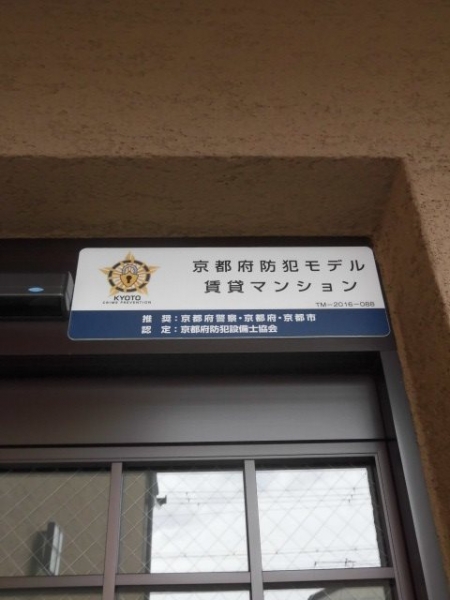 京都府防犯モデル
賃貸マンション
KYOTO
CRIME PREVENTION
TM-2016-088
推 奨：京都府警察・京都府・京都市
認 定：京都府防犯設備士協会